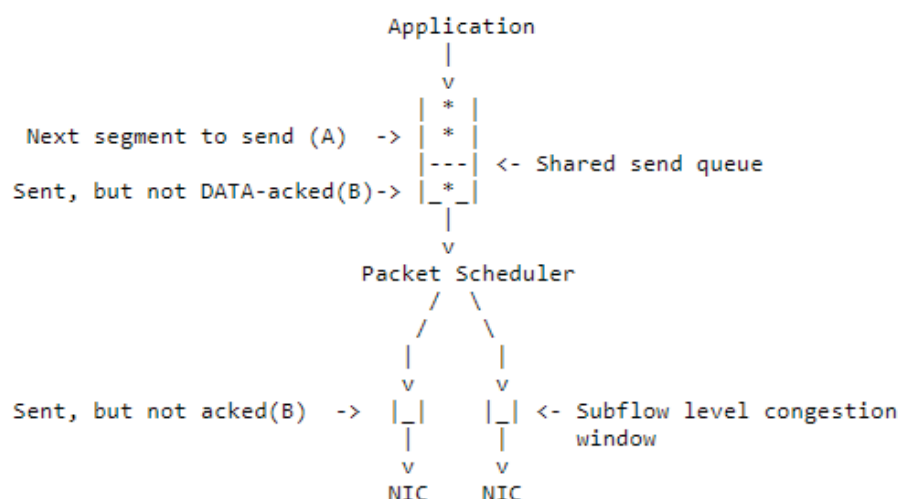 Application
|
v
| * |
Next segment to send (A)  -> | * |
|---| <- Shared send queue
Sent, but not DATA-acked(B)-> |_*_|
|
v
Packet Scheduler
/  \
/    \
|      |
v      v
Sent, but not acked(B)  ->  |_|    |_| <- Subflow level congestion
|      |     window
v      v
NIC    NIC